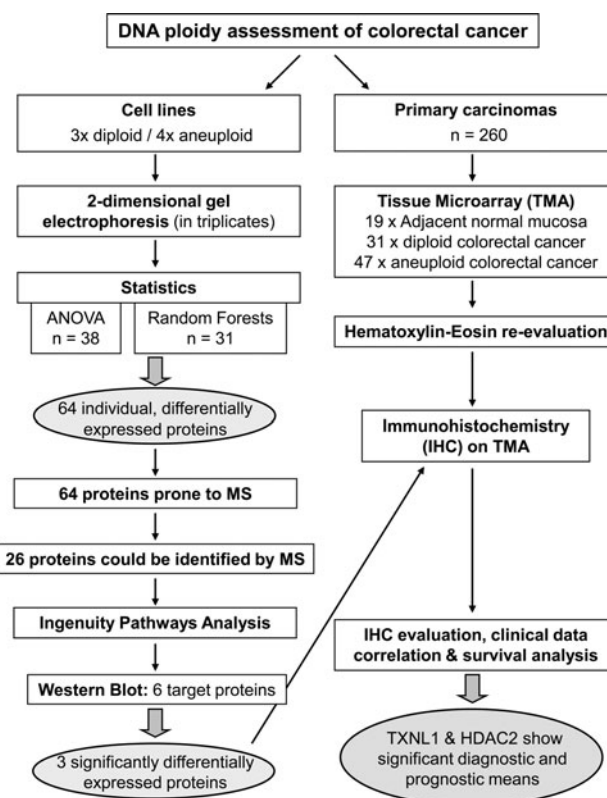 DNA ploidy assessment of colorectal cancer
Cell lines
3x diploid / 4x aneuploid
2-dimensional gel
electrophoresis (in triplicates)
Statistics
ANOVA
n = 38
Random Forests
n = 31
64 individual, differentially
expressed proteins
64 proteins prone to MS
26 proteins could be identified by MS
Ingenuity Pathways Analysis
Western Blot: 6 target proteins
3 significantly differentially
expressed proteins
Primary carcinomas
n = 260
Tissue Microarray (TMA)
19 x Adjacent normal mucosa
31 x diploid colorectal cancer
47 x aneuploid colorectal cancer
Hematoxylin-Eosin re-evaluation
Immunohistochemistry
(IHC) on TMA
IHC evaluation, clinical data
correlation & survival analysis
TXNL1 & HDAC2 show
significant diagnostic and
prognostic means